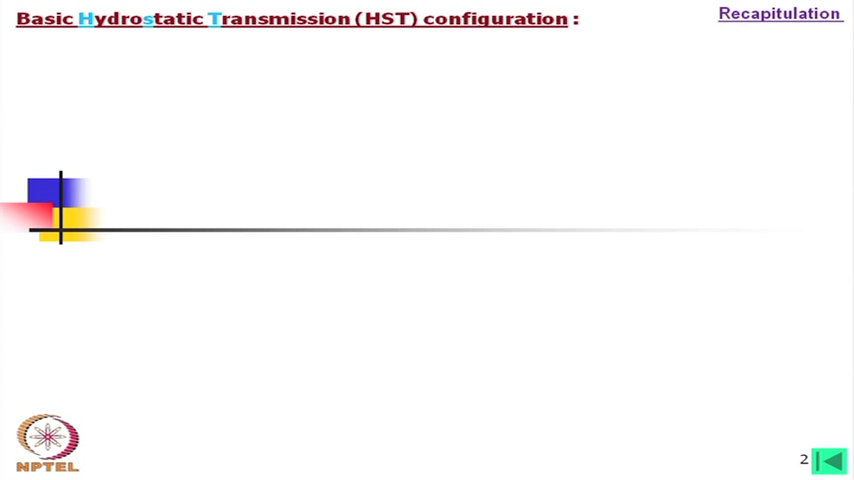 Basic Hydrostatic Transmission (HST) configuration :
Recapitulation
NPTEL
2